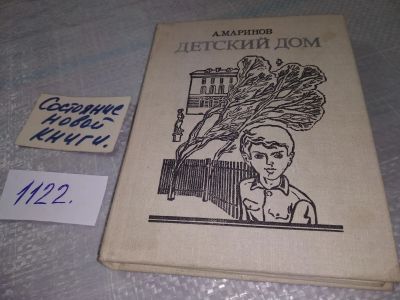 А.МАРИНОВ
ДЕТСКИЙ ДОМ
Состояние
новой
книги.
1122.